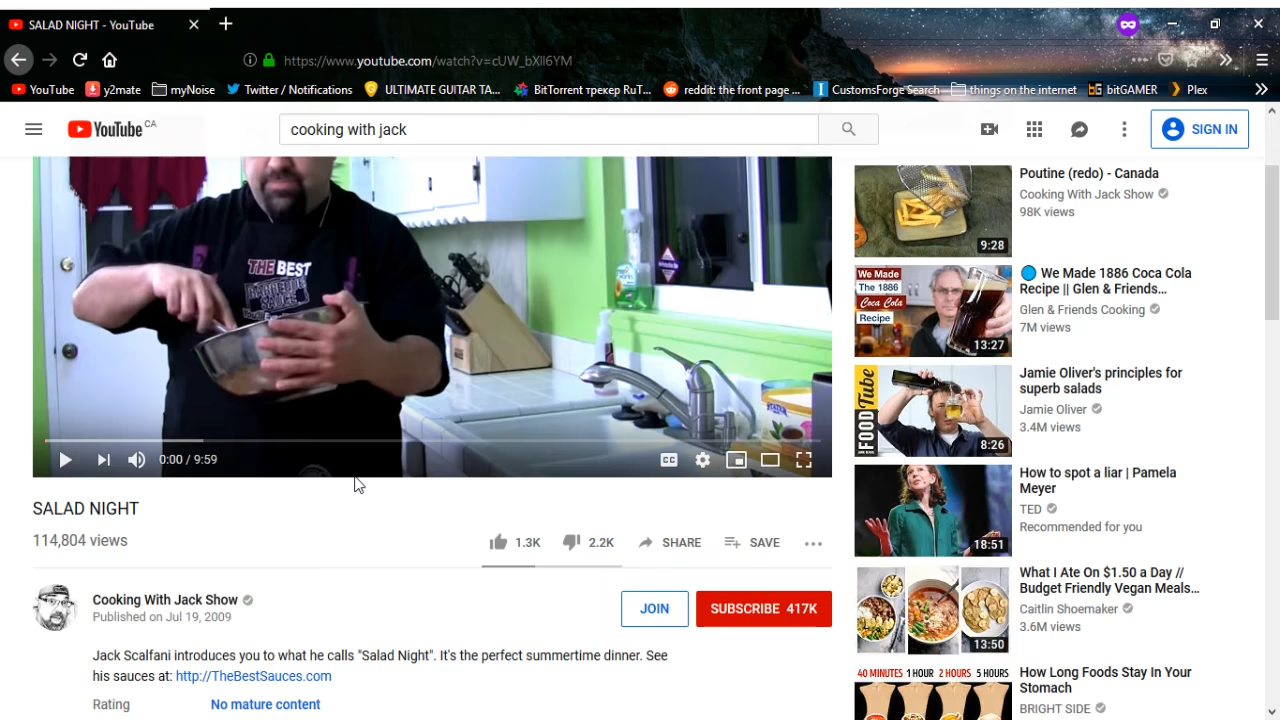 SALAD NIGHT - YouTube
https://www.youtube.com/watch?v=cUW_bXll6YM
YouTube
y2mate
myNoise
Twitter / Notifications
ULTIMATE GUITAR TA...
BitTorrent трекер RuT...
reddit: the front page ...
CustomsForge Search
things on the internet
bitGAMER
Plex
YouTube CA
cooking with jack
SIGN IN
THE BEST
BARBECUE
SAUCE
CC
0:00 / 9:59
SALAD NIGHT
114,804 views
1.3K
2.2K
SHARE
SAVE
Cooking With Jack Show
Published on Jul 19, 2009
JOIN
SUBSCRIBE 417K
Jack Scalfani introduces you to what he calls "Salad Night". It's the perfect summertime dinner. See
his sauces at: http://TheBestSauces.com
Rating
No mature content
9:28
Poutine (redo) - Canada
Cooking With Jack Show
98K views
We Made
The 1886
Coca Cola
Recipe
13:27
We Made 1886 Coca Cola
Recipe || Glen & Friends...
Glen & Friends Cooking
7M views
FOOD Tube
8:26
Jamie Oliver's principles for
superb salads
Jamie Oliver
3.4M views
18:51
How to spot a liar | Pamela
Meyer
TED
Recommended for you
13:50
What I Ate On $1.50 a Day //
Budget Friendly Vegan Meals...
Caitlin Shoemaker
3.6M views
40 MINUTES 1 HOUR 2 HOURS 5 HOURS
How Long Foods Stay In Your
Stomach
BRIGHT SIDE